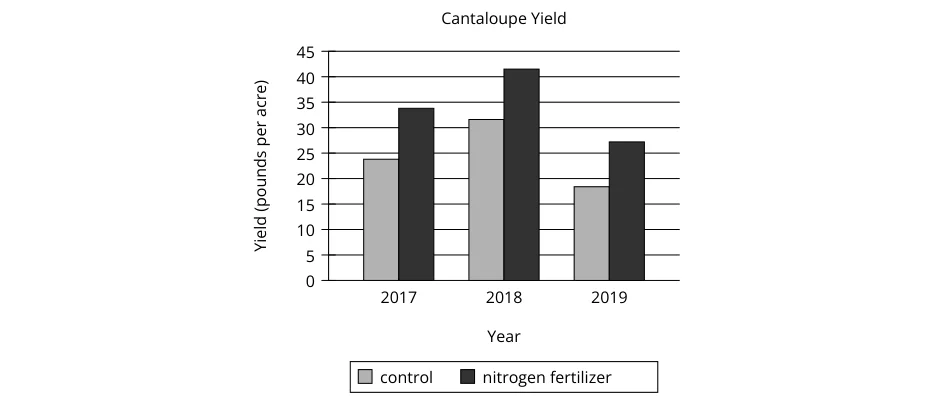 Cantaloupe Yield
Yield (pounds per acre)
45
40
35
30
25
20
15
10
5
0
2017 2018 2019
Year
control nitrogen fertilizer